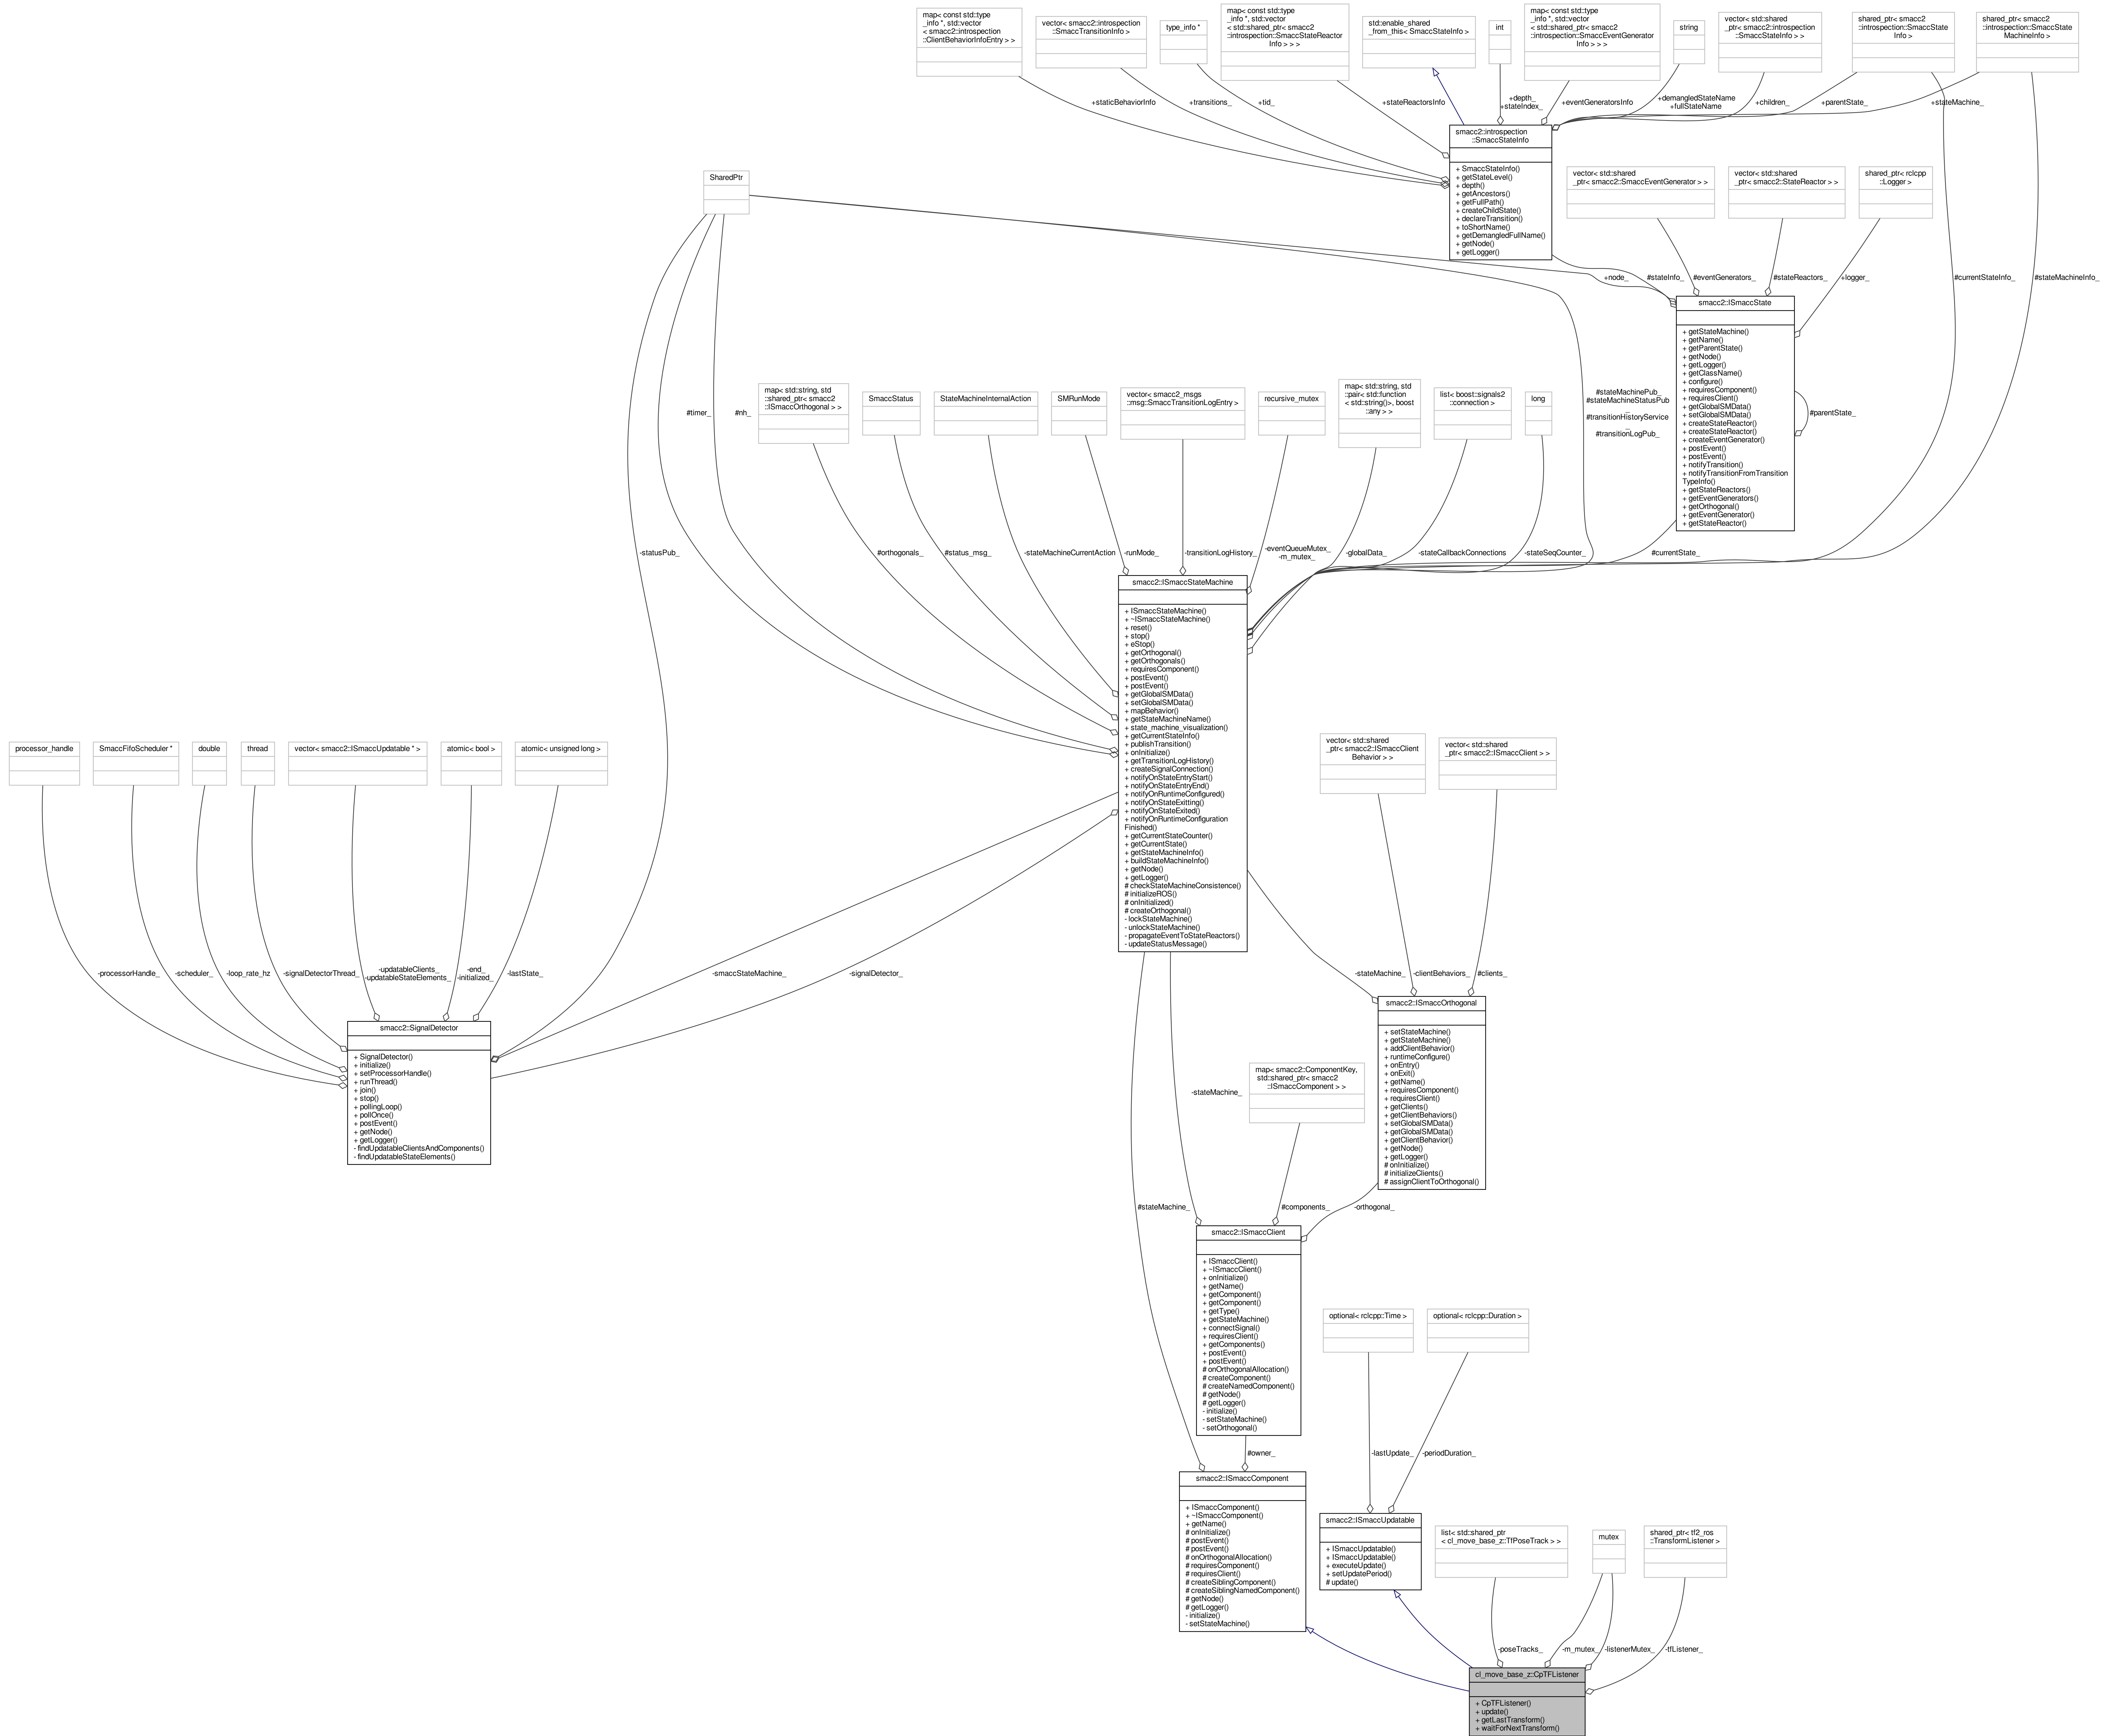 map< const std::type
_info *, std::vector
< smacc2::introspection
::ClientBehaviorInfoEntry > >
vector< smacc2::introspection
::SmaccTransitionInfo >
type_info *
map< const std::type
_info *, std::vector
< std::shared_ptr< smacc2
::introspection::SmaccStateReactor
Info > > >
std::enable_shared
_from_this< SmaccStateInfo >
int
map< const std::type
_info *, std::vector
< std::shared_ptr< smacc2
::introspection::SmaccEventGenerator
Info > > >
string
vector< std::shared
_ptr< smacc2::introspection
::SmaccStateInfo > >
shared_ptr< smacc2
::introspection::SmaccState
Info >
shared_ptr< smacc2
::introspection::SmaccState
MachineInfo >
+staticBehaviorInfo
+transitions_
+tid_
+stateReactorsInfo
+depth_
+stateIndex_
+eventGeneratorsInfo
+demangledStateName
+fullStateName
+children_
+parentState_
+stateMachine_
smacc2::introspection
::SmaccStateInfo
+ SmaccStateInfo()
+ getStateLevel()
+ depth()
+ getAncestors()
+ getFullPath()
+ createChildState()
+ declareTransition()
+ toShortName()
+ getDemangledFullName()
+ getNode()
+ getLogger()
SharedPtr
vector< std::shared
_ptr< smacc2::SmaccEventGenerator > >
vector< std::shared
_ptr< smacc2::StateReactor > >
shared_ptr< rclcpp
::Logger >
+node_
#stateInfo_
#eventGenerators_
#stateReactors_
+logger_
#currentStateInfo_
#stateMachineInfo_
smacc2::ISmaccState
+ getStateMachine()
+ getName()
+ getParentState()
+ getNode()
+ getLogger()
+ getClassName()
+ configure()
+ requiresComponent()
+ requiresClient()
+ getGlobalSMData()
+ setGlobalSMData()
+ createStateReactor()
+ createStateReactor()
+ createEventGenerator()
+ postEvent()
+ postEvent()
+ notifyTransition()
+ notifyTransitionFromTransition
TypeInfo()
+ getStateReactors()
+ getEventGenerators()
+ getOrthogonal()
+ getEventGenerator()
+ getStateReactor()
#parentState_
#timer_
#nh_
map< std::string, std
::shared_ptr< smacc2
::ISmaccOrthogonal > >
SmaccStatus
StateMachineInternalAction
SMRunMode
vector< smacc2_msgs
::msg::SmaccTransitionLogEntry >
recursive_mutex
map< std::string, std
::pair< std::function
< std::string()>, boost
::any > >
list< boost::signals2
::connection >
long
#stateMachinePub_
#stateMachineStatusPub
_
#transitionHistoryService
_
#transitionLogPub_
-statusPub_
#orthogonals_
#status_msg_
-stateMachineCurrentAction
-runMode_
-transitionLogHistory_
-eventQueueMutex_
-m_mutex_
-globalData_
-stateCallbackConnections
-stateSeqCounter_
#currentState_
smacc2::ISmaccStateMachine
+ ISmaccStateMachine()
+ ~ISmaccStateMachine()
+ reset()
+ stop()
+ eStop()
+ getOrthogonal()
+ getOrthogonals()
+ requiresComponent()
+ postEvent()
+ postEvent()
+ getGlobalSMData()
+ setGlobalSMData()
+ mapBehavior()
+ getStateMachineName()
+ state_machine_visualization()
+ getCurrentStateInfo()
+ publishTransition()
+ onInitialize()
+ getTransitionLogHistory()
+ createSignalConnection()
+ notifyOnStateEntryStart()
+ notifyOnStateEntryEnd()
+ notifyOnRuntimeConfigured()
+ notifyOnStateExitting()
+ notifyOnStateExited()
+ notifyOnRuntimeConfiguration
Finished()
+ getCurrentStateCounter()
+ getCurrentState()
+ getStateMachineInfo()
+ buildStateMachineInfo()
+ getNode()
+ getLogger()
# checkStateMachineConsistence()
# initializeROS()
# onInitialized()
# createOrthogonal()
- lockStateMachine()
- unlockStateMachine()
- propagateEventToStateReactors()
- updateStatusMessage()
processor_handle
SmaccFifoScheduler *
double
thread
vector< smacc2::ISmaccUpdatable * >
atomic< bool >
atomic< unsigned long >
vector< std::shared
_ptr< smacc2::ISmaccClient
Behavior > >
vector< std::shared
_ptr< smacc2::ISmaccClient > >
-processorHandle_
-scheduler_
-loop_rate_hz
-signalDetectorThread_
-updatableClients_
-updatableStateElements_
-end_
-initialized_
-lastState_
-smaccStateMachine_
-signalDetector_
-stateMachine_
-clientBehaviors_
#clients_
smacc2::SignalDetector
+ SignalDetector()
+ initialize()
+ setProcessorHandle()
+ runThread()
+ join()
+ stop()
+ pollingLoop()
+ pollOnce()
+ postEvent()
+ getNode()
+ getLogger()
- findUpdatableClientsAndComponents()
- findUpdatableStateElements()
smacc2::ISmaccOrthogonal
+ setStateMachine()
+ getStateMachine()
+ addClientBehavior()
+ runtimeConfigure()
+ onEntry()
+ onExit()
+ getName()
+ requiresComponent()
+ requiresClient()
+ getClients()
+ getClientBehaviors()
+ setGlobalSMData()
+ getGlobalSMData()
+ getClientBehavior()
+ getNode()
+ getLogger()
# onInitialize()
# initializeClients()
# assignClientToOrthogonal()
map< smacc2::ComponentKey,
std::shared_ptr< smacc2
::ISmaccComponent > >
-stateMachine_
#stateMachine_
#components_
-orthogonal_
smacc2::ISmaccClient
+ ISmaccClient()
+ ~ISmaccClient()
+ onInitialize()
+ getName()
+ getComponent()
+ getComponent()
+ getType()
+ getStateMachine()
+ connectSignal()
+ requiresClient()
+ getComponents()
+ postEvent()
+ postEvent()
# onOrthogonalAllocation()
# createComponent()
# createNamedComponent()
# getNode()
# getLogger()
- initialize()
- setStateMachine()
- setOrthogonal()
optional< rclcpp::Time >
optional< rclcpp::Duration >
#owner_
-lastUpdate_
-periodDuration_
smacc2::ISmaccComponent
+ ISmaccComponent()
+ ~ISmaccComponent()
+ getName()
# onInitialize()
# postEvent()
# postEvent()
# onOrthogonalAllocation()
# requiresComponent()
# requiresClient()
# createSiblingComponent()
# createSiblingNamedComponent()
# getNode()
# getLogger()
- initialize()
- setStateMachine()
smacc2::ISmaccUpdatable
+ ISmaccUpdatable()
+ ISmaccUpdatable()
+ executeUpdate()
+ setUpdatePeriod()
# update()
list< std::shared_ptr
< cl_move_base_z::TfPoseTrack > >
mutex
shared_ptr< tf2_ros
::TransformListener >
-poseTracks_
-m_mutex_
-listenerMutex_
-tfListener_
cl_move_base_z::CpTFListener
+ CpTFListener()
+ update()
+ getLastTransform()
+ waitForNextTransform()